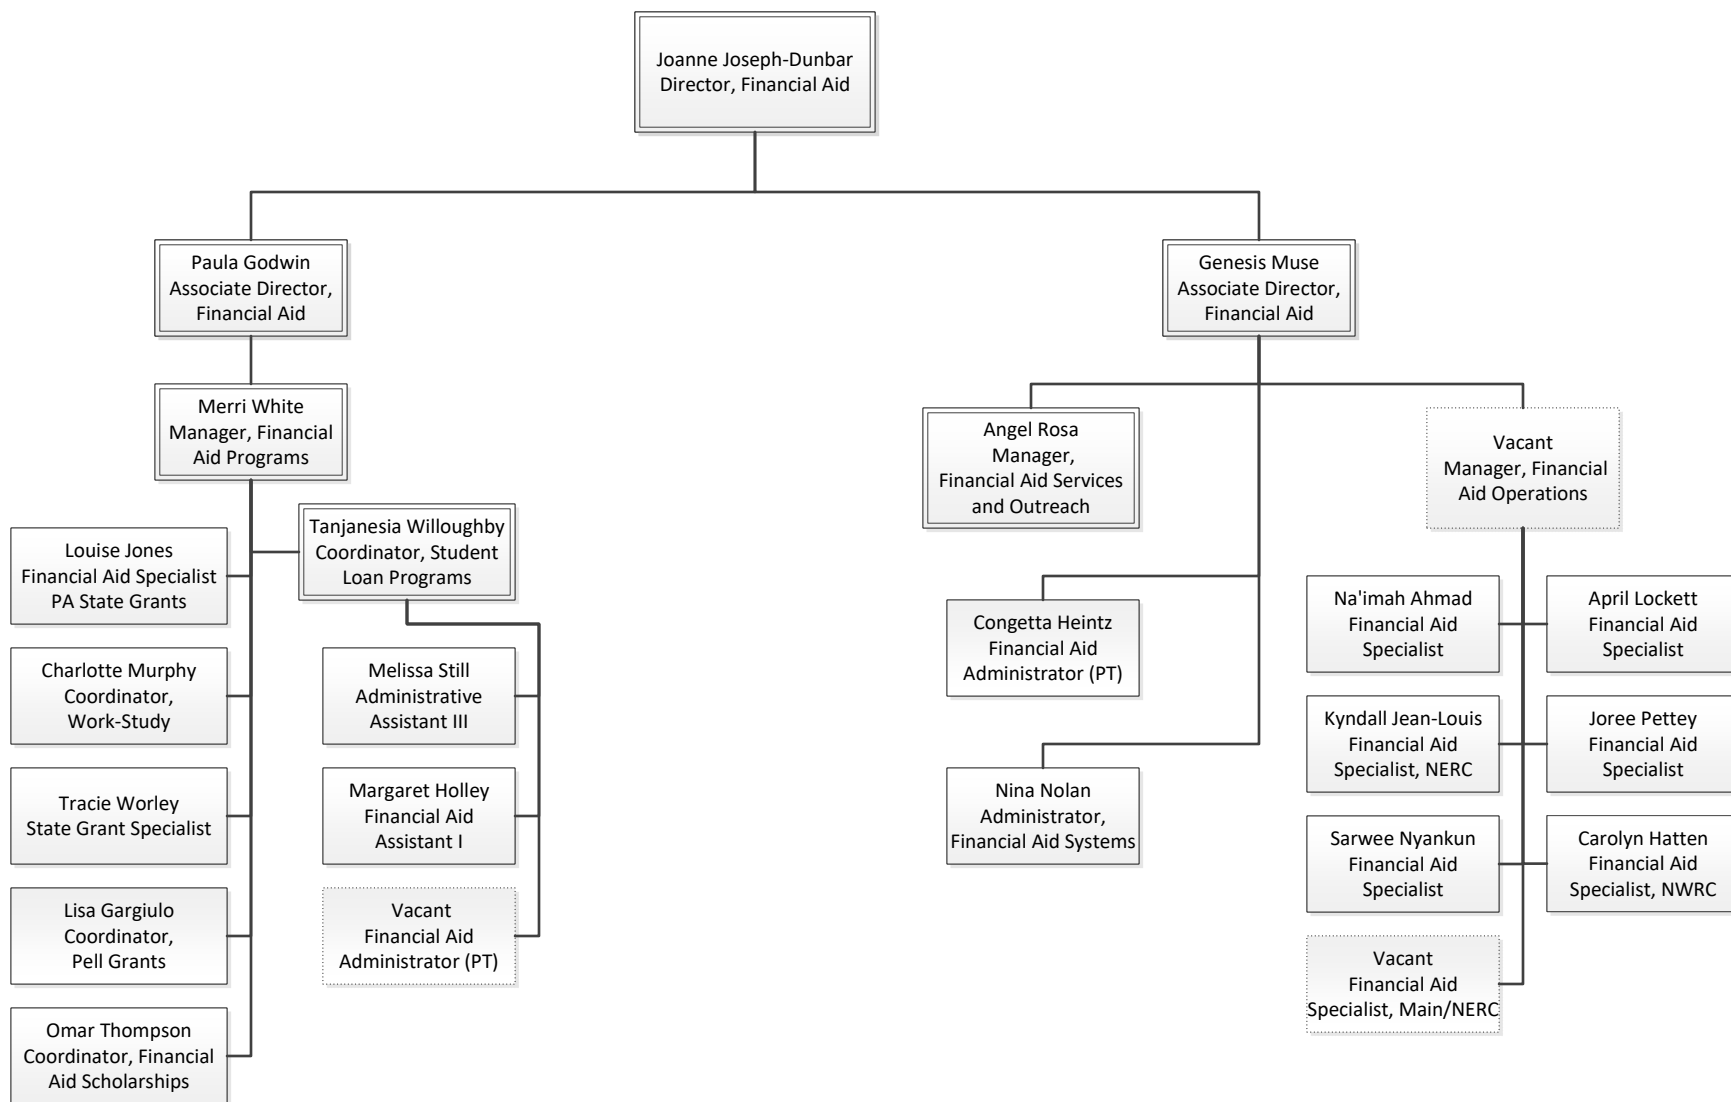 Joanne Joseph-Dunbar
Director, Financial Aid
Paula Godwin
Associate Director,
Financial Aid
Genesis Muse
Associate Director,
Financial Aid
Merri White
Manager, Financial
Aid Programs
Angel Rosa
Manager,
Financial Aid Services
and Outreach
Vacant
Manager, Financial
Aid Operations
Louise Jones
Financial Aid Specialist
PA State Grants
Tanjanesia Willoughby
Coordinator, Student
Loan Programs
Charlotte Murphy
Coordinator,
Work-Study
Tracie Worley
State Grant Specialist
Lisa Gargiulo
Coordinator,
Pell Grants
Omar Thompson
Coordinator, Financial
Aid Scholarships
Melissa Still
Administrative
Assistant III
Margaret Holley
Financial Aid
Assistant I
Vacant
Financial Aid
Administrator (PT)
Congetta Heintz
Financial Aid
Administrator (PT)
Nina Nolan
Administrator,
Financial Aid Systems
Na'imah Ahmad
Financial Aid
Specialist
April Lockett
Financial Aid
Specialist
Kyndall Jean-Louis
Financial Aid
Specialist, NERC
Joree Pettey
Financial Aid
Specialist
Sarwee Nyankun
Financial Aid
Specialist
Carolyn Hatten
Financial Aid
Specialist, NWRC
Vacant
Financial Aid
Specialist, Main/NERC